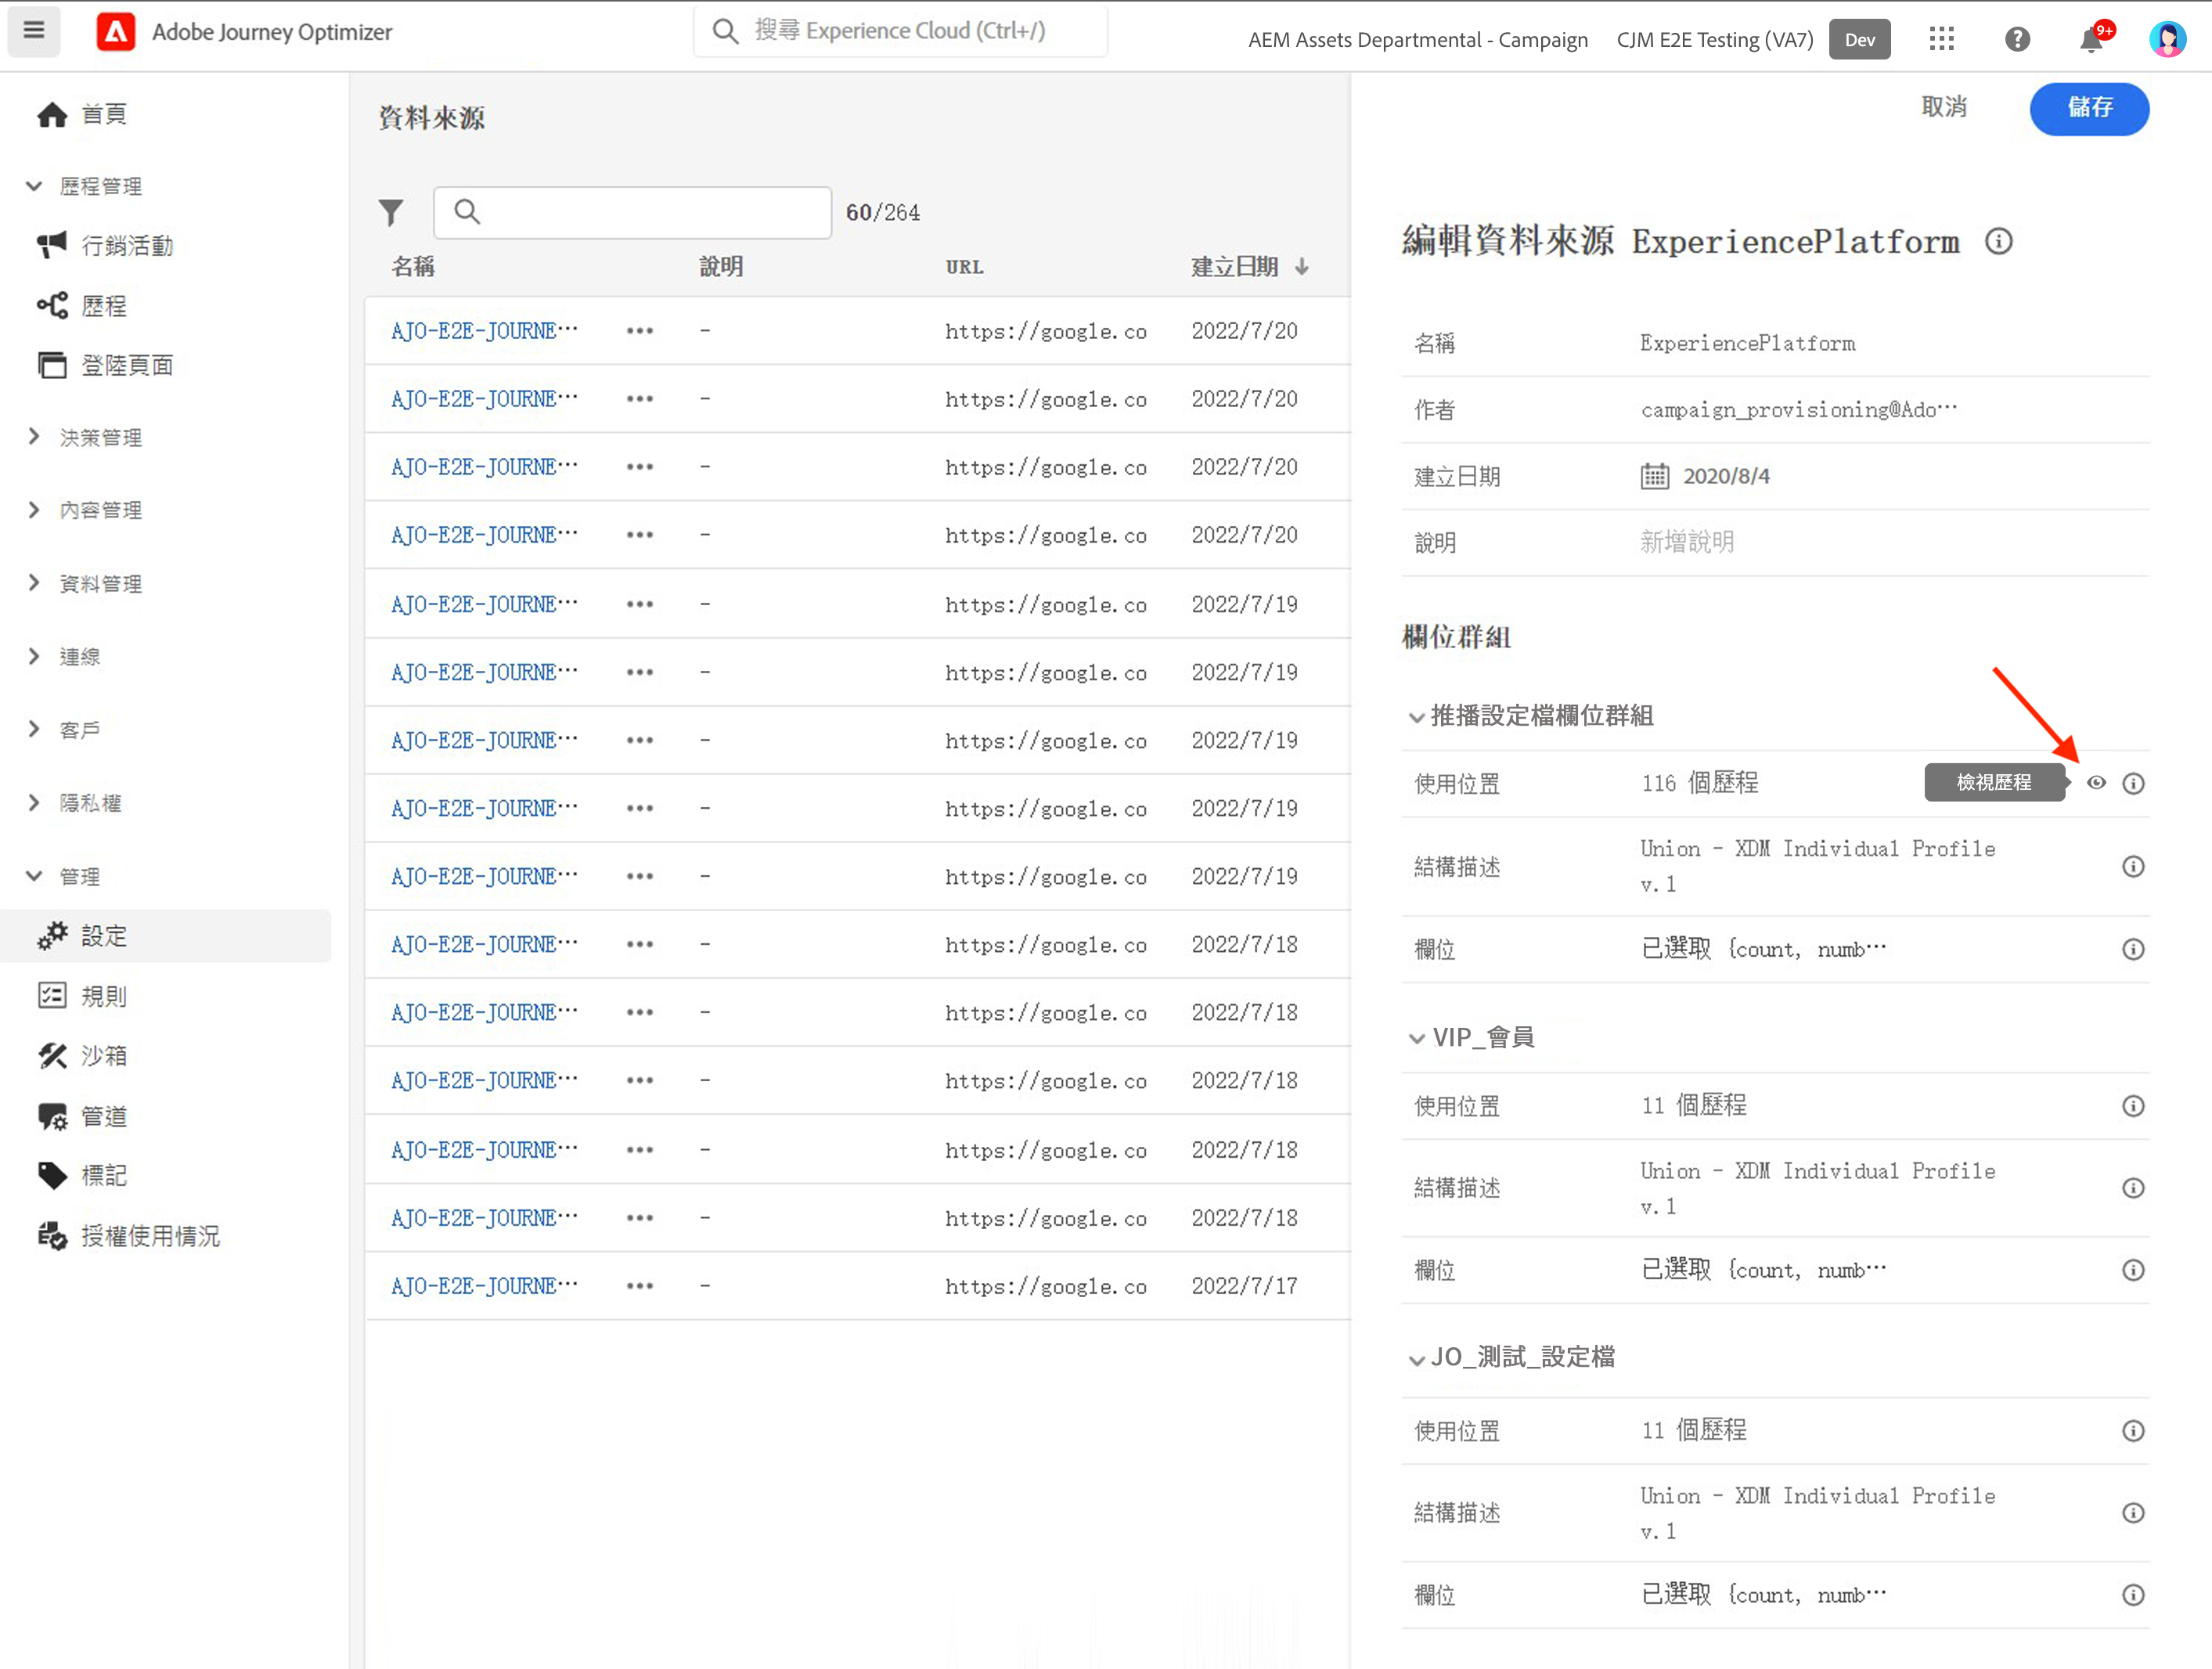 Adobe Journey Optimizer
搜尋 Experience Cloud (Ctrl+/)
AEM Assets Departmental - Campaign
CJM E2E Testing (VA7)
Dev
9+
首頁
歷程管理
行銷活動
歷程
登陸頁面
決策管理
內容管理
資料管理
連線
客戶
隱私權
管理
設定
規則
沙箱
管道
標記
授權使用情況
資料來源
60/264
名稱 說明 URL 建立日期
AJO-E2E-JOURNE… ••• - https://google.co 2022/7/20
AJO-E2E-JOURNE… ••• - https://google.co 2022/7/20
AJO-E2E-JOURNE… ••• - https://google.co 2022/7/20
AJO-E2E-JOURNE… ••• - https://google.co 2022/7/20
AJO-E2E-JOURNE… ••• - https://google.co 2022/7/19
AJO-E2E-JOURNE… ••• - https://google.co 2022/7/19
AJO-E2E-JOURNE… ••• - https://google.co 2022/7/19
AJO-E2E-JOURNE… ••• - https://google.co 2022/7/19
AJO-E2E-JOURNE… ••• - https://google.co 2022/7/19
AJO-E2E-JOURNE… ••• - https://google.co 2022/7/18
AJO-E2E-JOURNE… ••• - https://google.co 2022/7/18
AJO-E2E-JOURNE… ••• - https://google.co 2022/7/18
AJO-E2E-JOURNE… ••• - https://google.co 2022/7/18
AJO-E2E-JOURNE… ••• - https://google.co 2022/7/18
AJO-E2E-JOURNE… ••• - https://google.co 2022/7/17
取消
儲存
編輯資料來源 ExperiencePlatform
名稱 ExperiencePlatform
作者 campaign_provisioning@Ado…
建立日期 2020/8/4
說明 新增說明
欄位群組
推播設定檔欄位群組
使用位置 116 個歷程 檢視歷程
結構描述 Union - XDM Individual Profile
v.1
欄位 已選取 {count, numb…
VIP_會員
使用位置 11 個歷程
結構描述 Union - XDM Individual Profile
v.1
欄位 已選取 {count, numb…
JO_測試_設定檔
使用位置 11 個歷程
結構描述 Union - XDM Individual Profile
v.1
欄位 已選取 {count, numb…